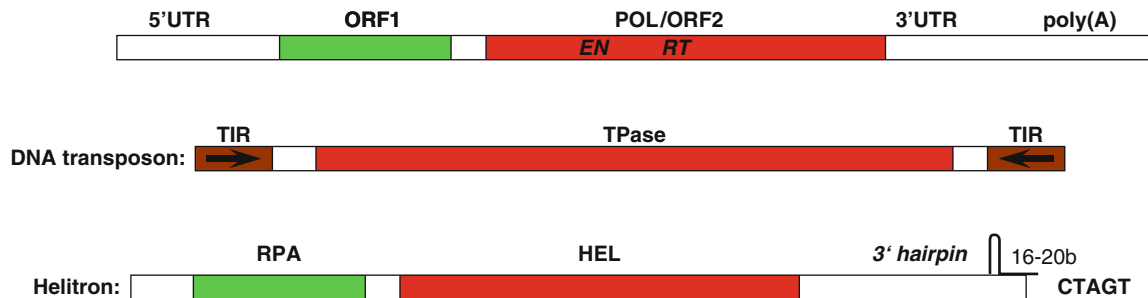 5'UTR ORF1 POL/ORF2 3'UTR poly(A)
EN RT
TIR TPase TIR
DNA transposon:
RPA HEL 3' hairpin 16-20b
Helitron: CTAGT